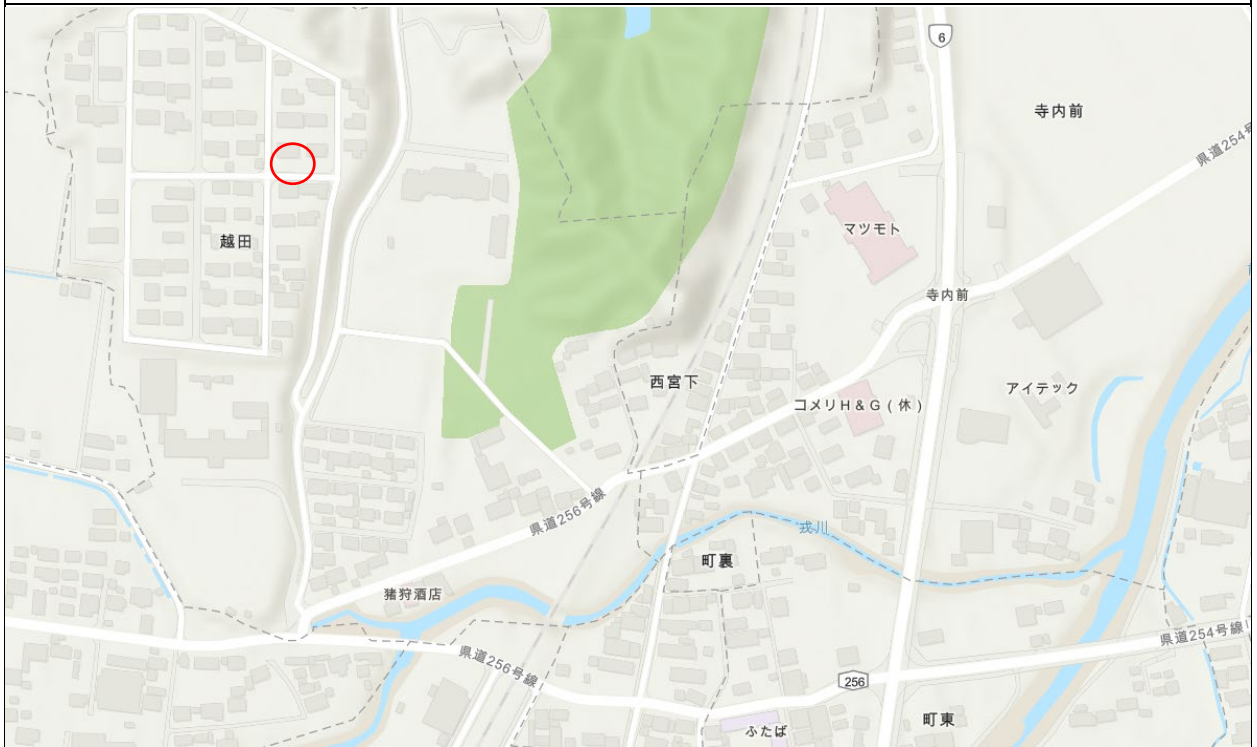 6
寺内前
県道254号
マツモト
越田
寺内前
西宮下
アイテック
コメリH&G(休)
県道256号線
戎川
町裏
猪狩酒店
県道254号線
県道256号線
256
町東
ふたば